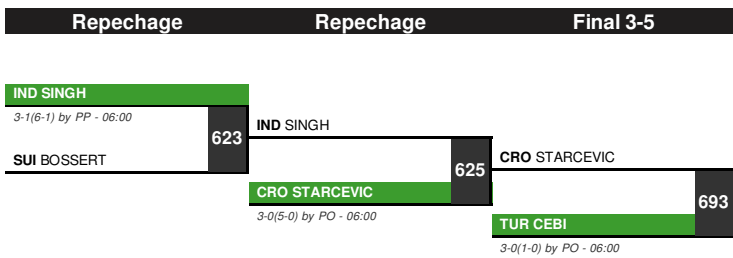 Repechage Repechage Final 3-5
IND SINGH
3-1(6-1) by PP - 06:00
623
SUI BOSSERT
IND SINGH
625
CRO STARCEVIC
3-0(5-0) by PO - 06:00
CRO STARCEVIC
693
TUR CEBI
3-0(1-0) by PO - 06:00